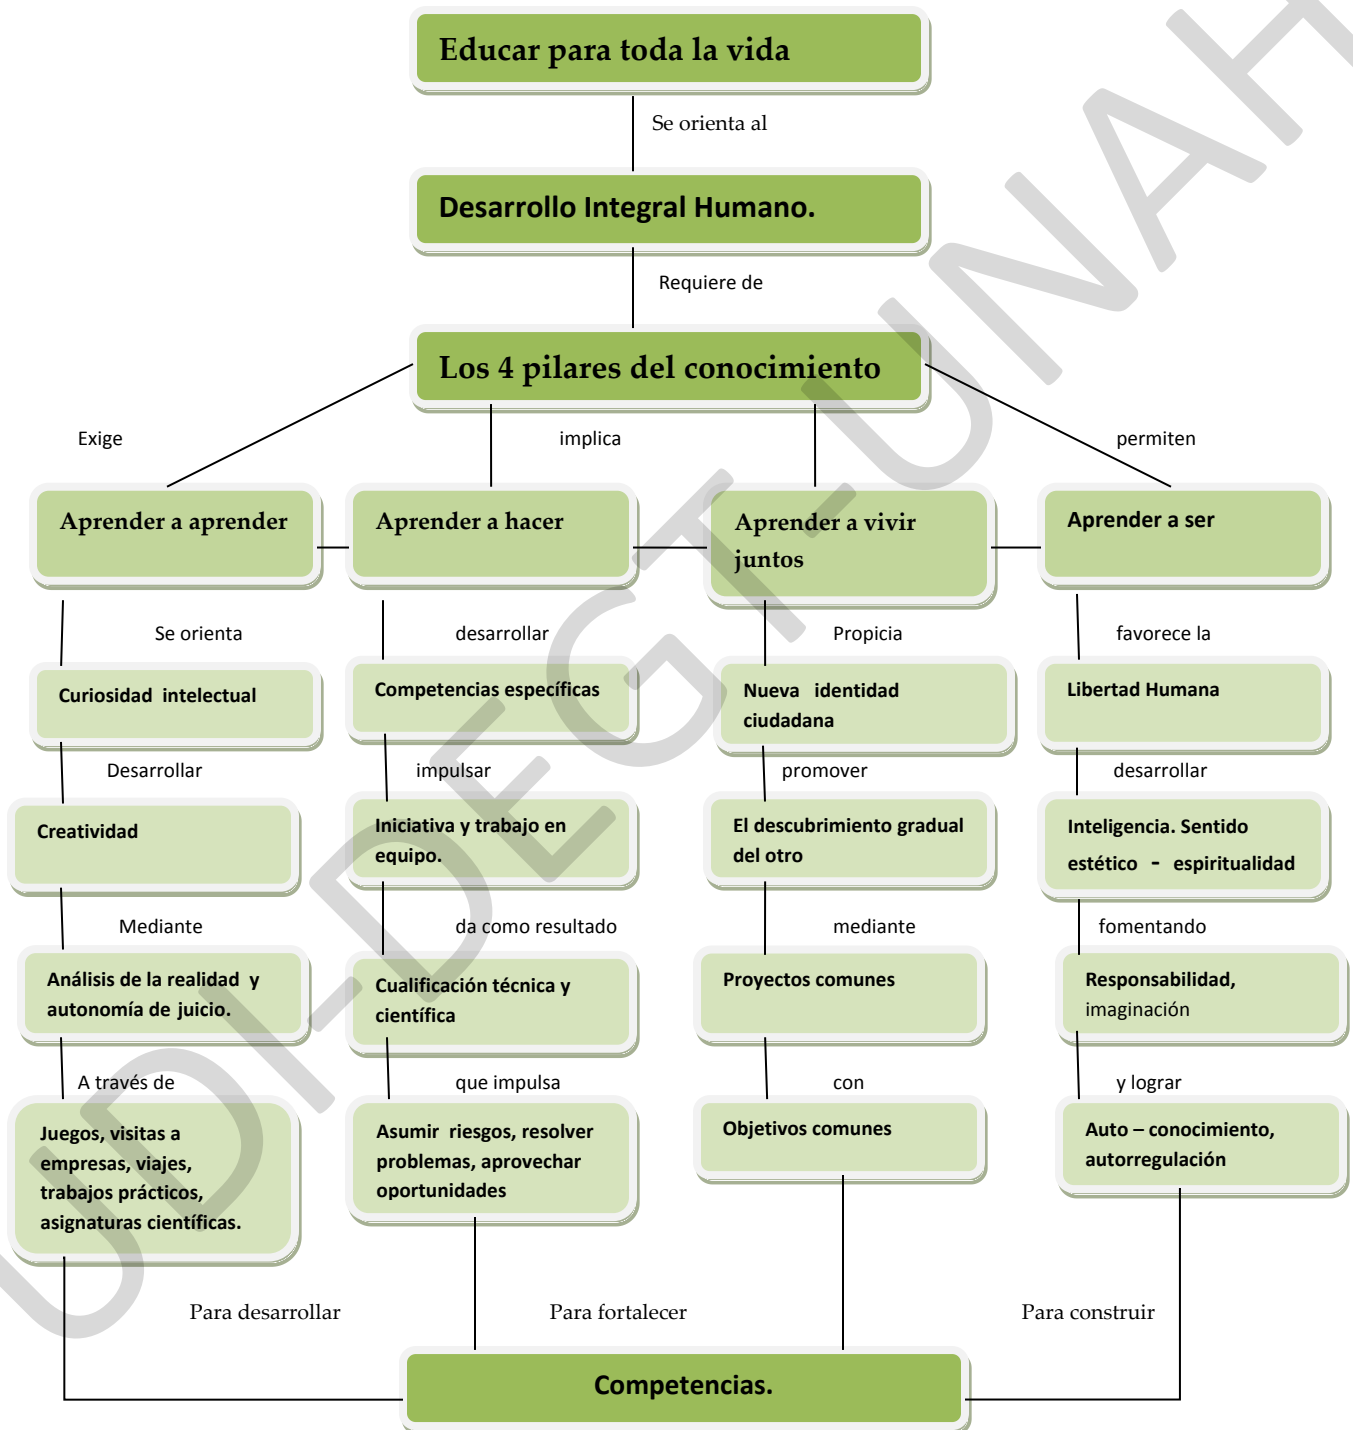 Educar para toda la vida
Se orienta al
Desarrollo Integral Humano.
Requiere de
Los 4 pilares del conocimiento
Exige
implica
permiten
Aprender a aprender
Aprender a hacer
Aprender a vivir
juntos
Aprender a ser
Se orienta
desarrollar
Propicia
favorece la
Curiosidad intelectual
Competencias específicas
Nueva identidad
ciudadana
Libertad Humana
Desarrollar
impulsar
promover
desarrollar
Creatividad
Iniciativa y trabajo en
equipo.
El descubrimiento gradual
del otro
Inteligencia. Sentido
estético - espiritualidad
Mediante
da como resultado
mediante
fomentando
Análisis de la realidad y
autonomía de juicio.
Cualificación técnica y
científica
Proyectos comunes
Responsabilidad,
imaginación
A través de
que impulsa
con
y lograr
Juegos, visitas a
empresas, viajes,
trabajos prácticos,
asignaturas científicas.
Asumir riesgos, resolver
problemas, aprovechar
oportunidades
Objetivos comunes
Auto – conocimiento,
autorregulación
Para desarrollar
Para fortalecer
Para construir
Competencias.
UDI-DEGT-UNAH